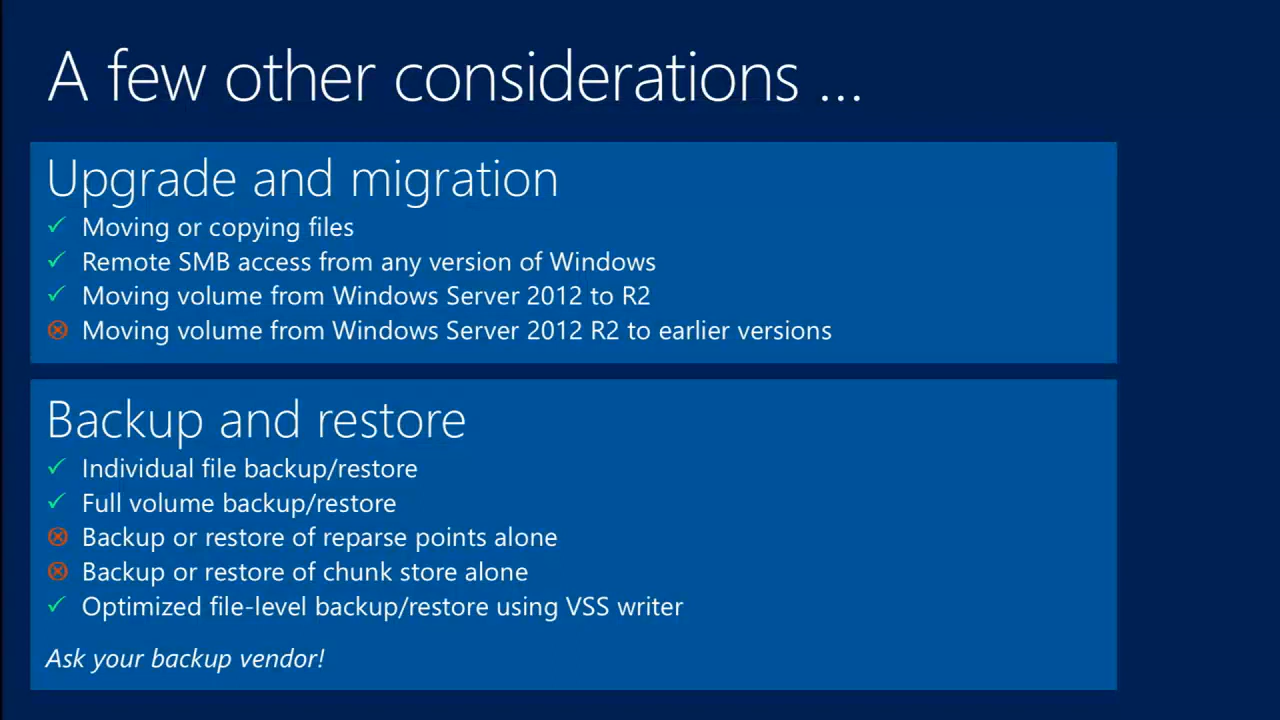 A few other considerations ...
Upgrade and migration
✓ Moving or copying files
✓ Remote SMB access from any version of Windows
✓ Moving volume from Windows Server 2012 to R2
⊗ Moving volume from Windows Server 2012 R2 to earlier versions
Backup and restore
✓ Individual file backup/restore
✓ Full volume backup/restore
⊗ Backup or restore of reparse points alone
⊗ Backup or restore of chunk store alone
✓ Optimized file-level backup/restore using VSS writer
Ask your backup vendor!